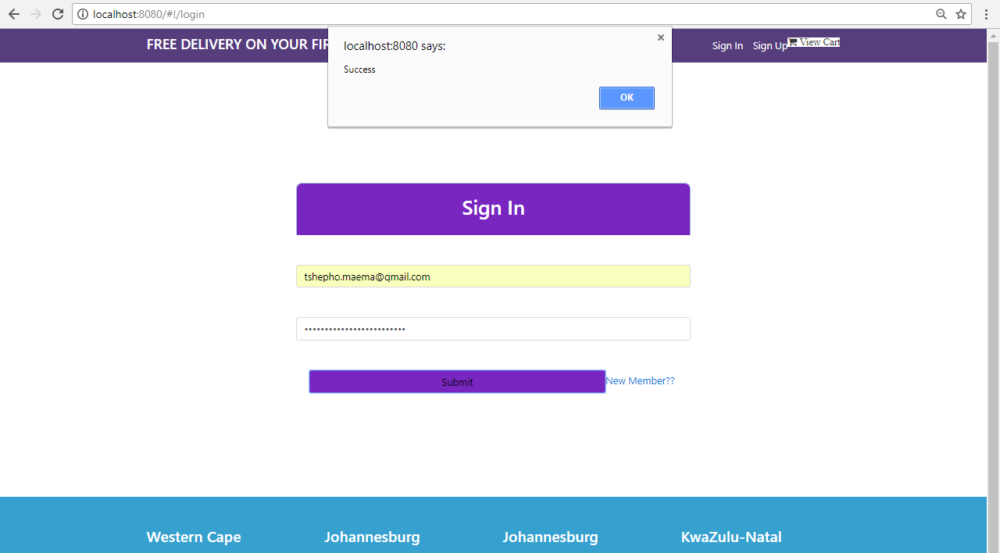 localhost:8080/#!/login
FREE DELIVERY ON YOUR FIR
Sign In Sign Up View Cart
localhost:8080 says:
Success
OK
Sign In
tshepho.maema@gmail.com
•••••••••••••••••••••••••
Submit New Member??
Western Cape Johannesburg Johannesburg KwaZulu-Natal